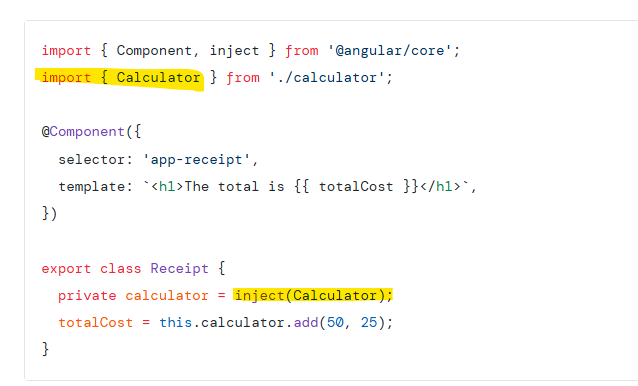 import { Component, inject } from '@angular/core';
import { Calculator } from './calculator';
@Component({
selector: 'app-receipt',
template: `<h1>The total is {{ totalCost }}</h1>`,
})
export class Receipt {
private calculator = inject(Calculator);
totalCost = this.calculator.add(50, 25);
}